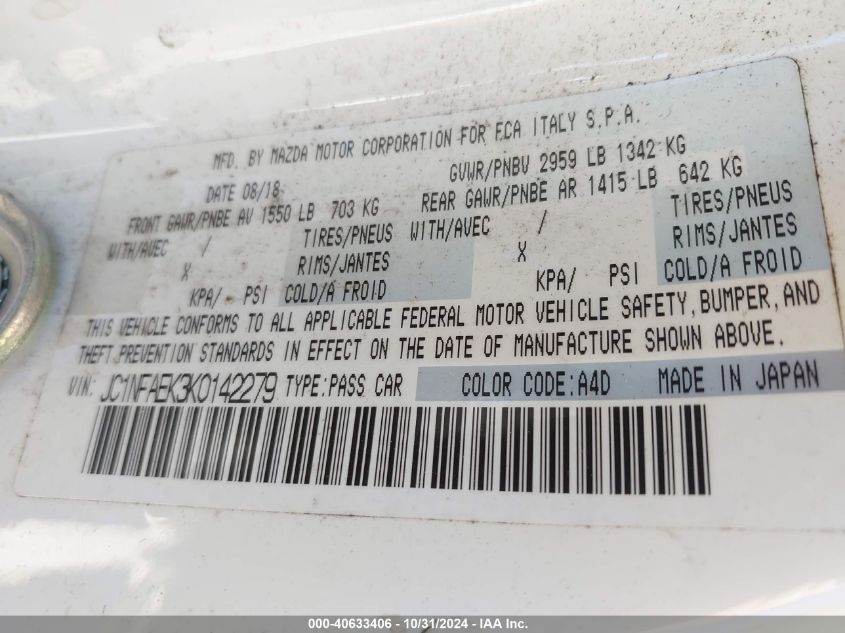 MFD. BY MAZDA MOTOR CORPORATION FOR FCA ITALY S.P.A.
DATE 08/18 GVWR/PNBV 2959 LB 1342 KG
FRONT GAWR/PNBE AV 1550 LB 703 KG REAR GAWR/PNBE AR 1415 LB 642 KG
WITH/AVEC / TIRES/PNEUS WITH/AVEC / TIRES/PNEUS
X RIMS/JANTES X RIMS/JANTES
KPA/ PSI COLD/A FROID KPA/ PSI COLD/A FROID
THIS VEHICLE CONFORMS TO ALL APPLICABLE FEDERAL MOTOR VEHICLE SAFETY, BUMPER, AND
THEFT PREVENTION STANDARDS IN EFFECT ON THE DATE OF MANUFACTURE SHOWN ABOVE.
VIN: JC1NFAEK3K0142279 TYPE:PASS CAR COLOR CODE:A4D MADE IN JAPAN
000-40633406 - 10/31/2024 - IAA Inc.